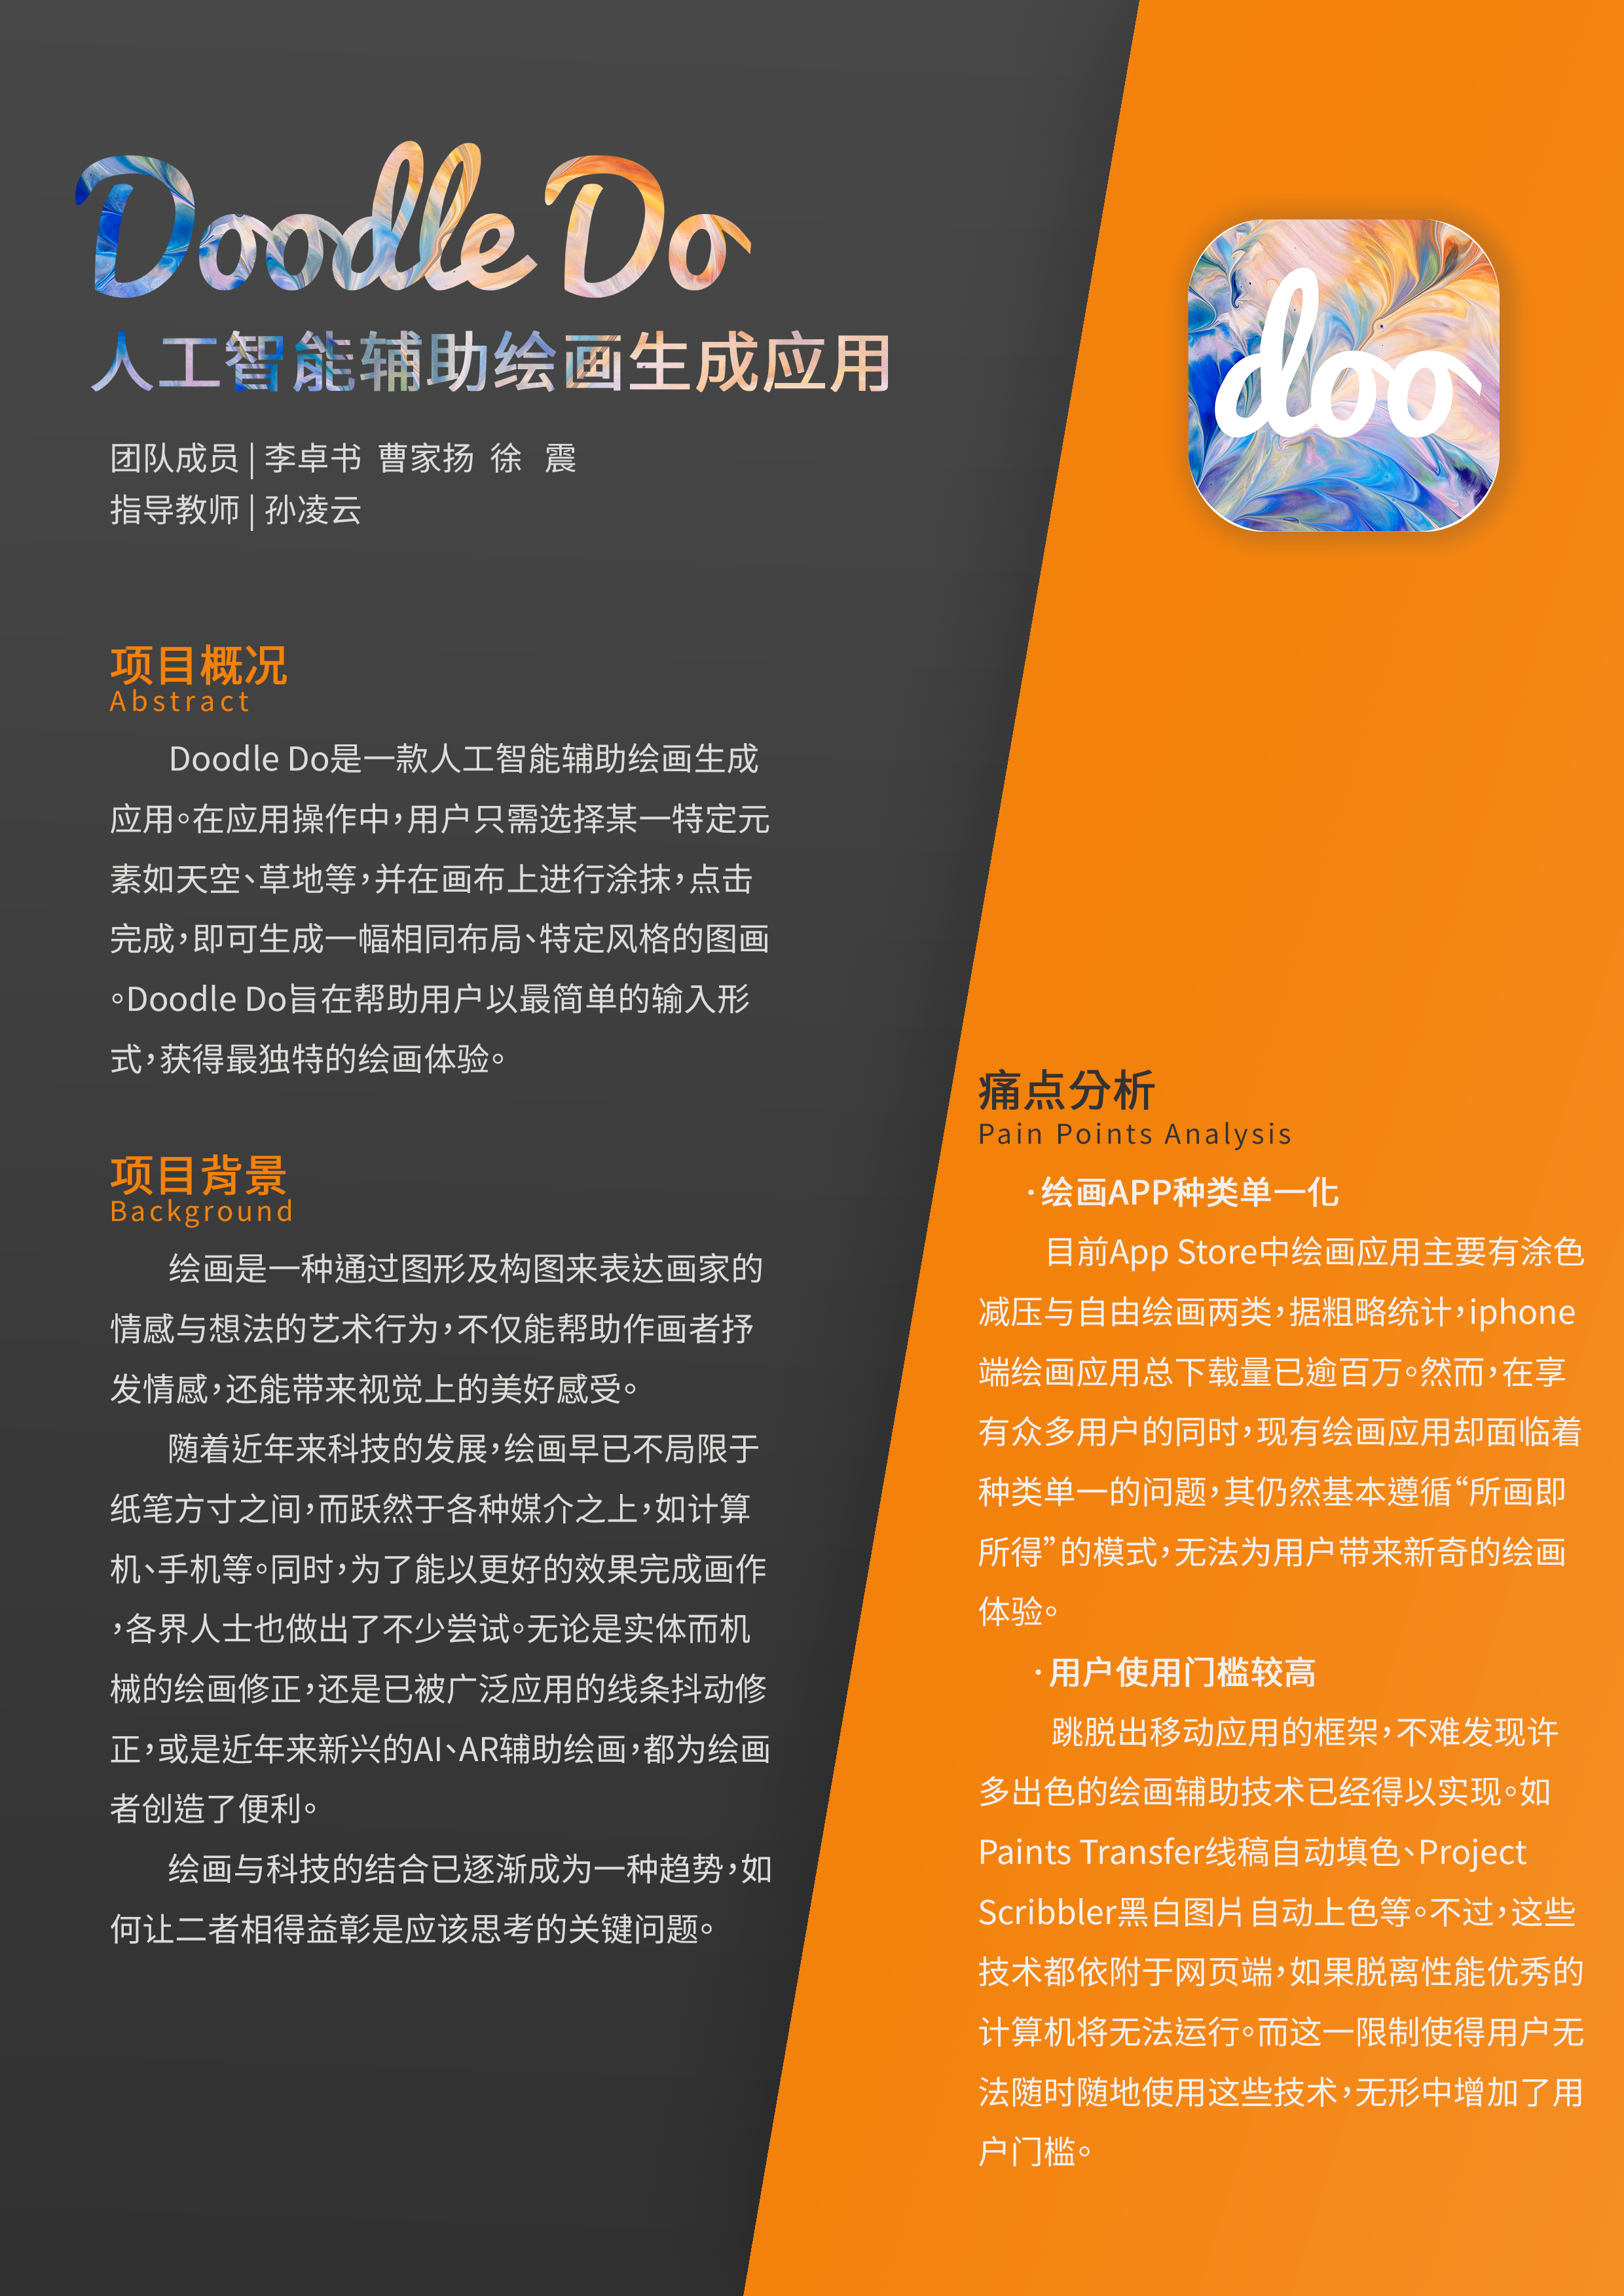 Doodle Do
人工智能辅助绘画生成应用
团队成员 | 李卓书 曹家扬 徐 震
指导教师 | 孙凌云
doo
项目概况
Abstract
Doodle Do是一款人工智能辅助绘画生成
应用。在应用操作中，用户只需选择某一特定元
素如天空、草地等，并在画布上进行涂抹，点击
完成，即可生成一幅相同布局、特定风格的图画
。Doodle Do旨在帮助用户以最简单的输入形
式，获得最独特的绘画体验。
项目背景
Background
绘画是一种通过图形及构图来表达画家的
情感与想法的艺术行为，不仅能帮助作画者抒
发情感，还能带来视觉上的美好感受。
随着近年来科技的发展，绘画早已不局限于
纸笔方寸之间，而跃然于各种媒介之上，如计算
机、手机等。同时，为了能以更好的效果完成画作
，各界人士也做出了不少尝试。无论是实体而机
械的绘画修正，还是已被广泛应用的线条抖动修
正，或是近年来新兴的AI、AR辅助绘画，都为绘画
者创造了便利。
绘画与科技的结合已逐渐成为一种趋势，如
何让二者相得益彰是应该思考的关键问题。
痛点分析
Pain Points Analysis
·绘画APP种类单一化
目前App Store中绘画应用主要有涂色
减压与自由绘画两类，据粗略统计，iphone
端绘画应用总下载量已逾百万。然而，在享
有众多用户的同时，现有绘画应用却面临着
种类单一的问题，其仍然基本遵循“所画即
所得”的模式，无法为用户带来新奇的绘画
体验。
·用户使用门槛较高
跳脱出移动应用的框架，不难发现许
多出色的绘画辅助技术已经得以实现。如
Paints Transfer线稿自动填色、Project
Scribbler黑白图片自动上色等。不过，这些
技术都依附于网页端，如果脱离性能优秀的
计算机将无法运行。而这一限制使得用户无
法随时随地使用这些技术，无形中增加了用
户门槛。